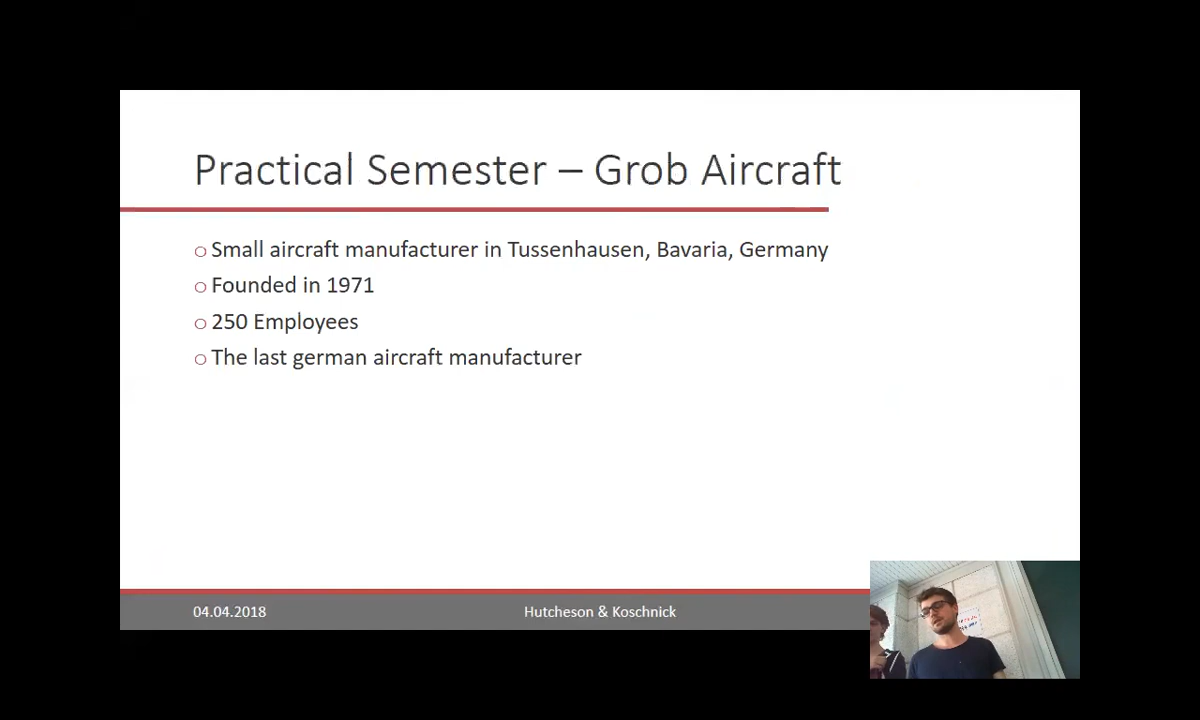 Practical Semester – Grob Aircraft
Small aircraft manufacturer in Tussenhausen, Bavaria, Germany
Founded in 1971
250 Employees
The last german aircraft manufacturer
04.04.2018
Hutcheson & Koschnick